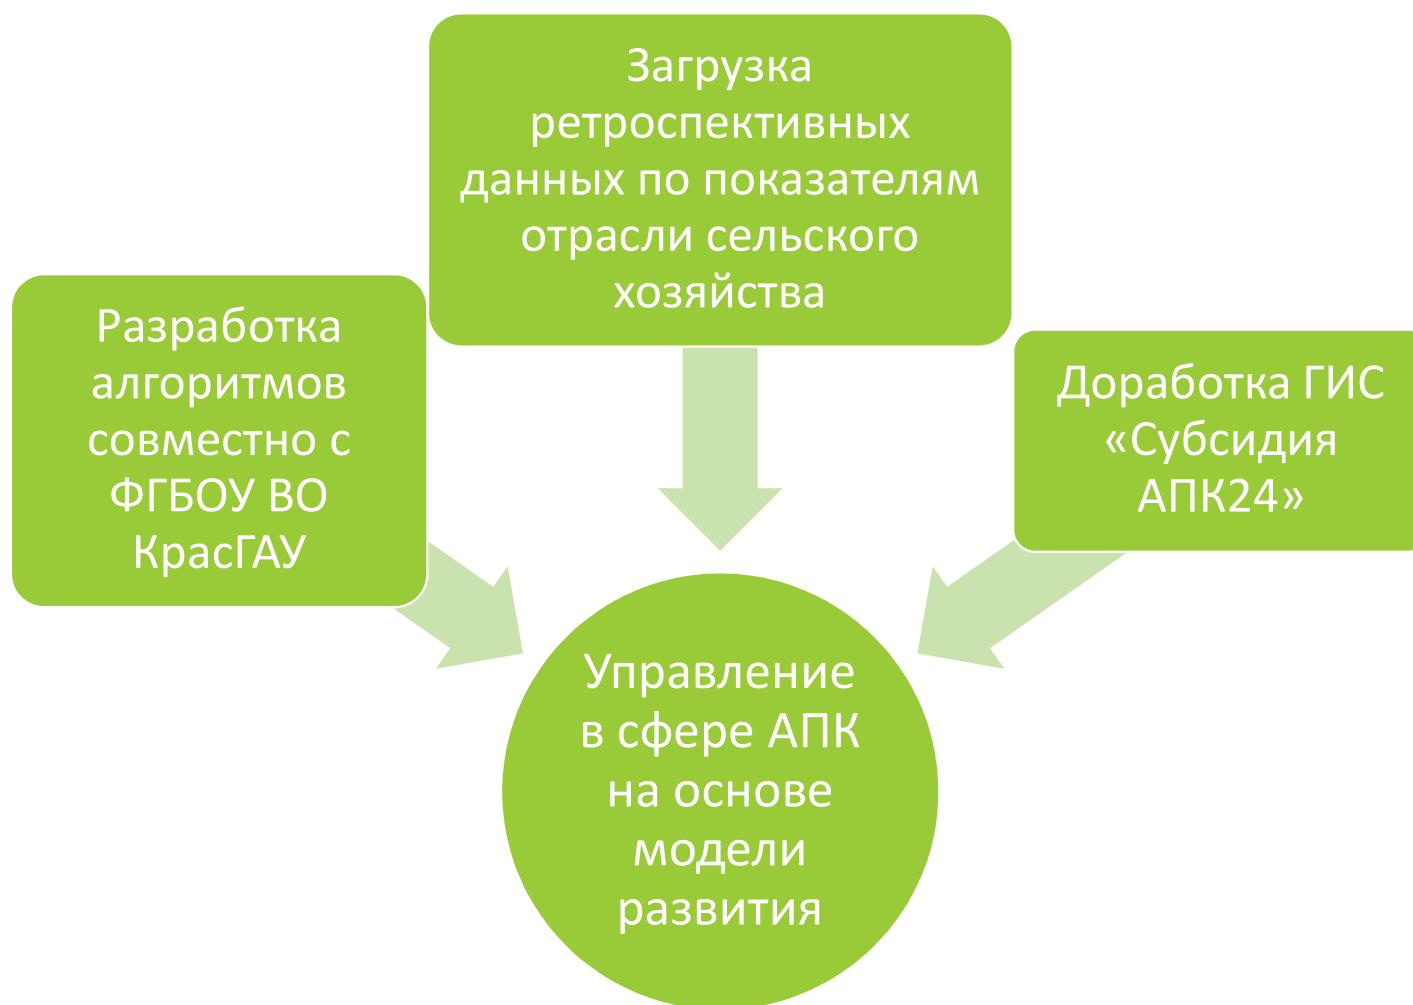 Загрузка
ретроспективных
данных по показателям
отрасли сельского
хозяйства
Разработка
алгоритмов
совместно с
ФГБОУ ВО
КрасГАУ
Доработка ГИС
«Субсидия
АПК24»
Управление
в сфере АПК
на основе
модели
развития